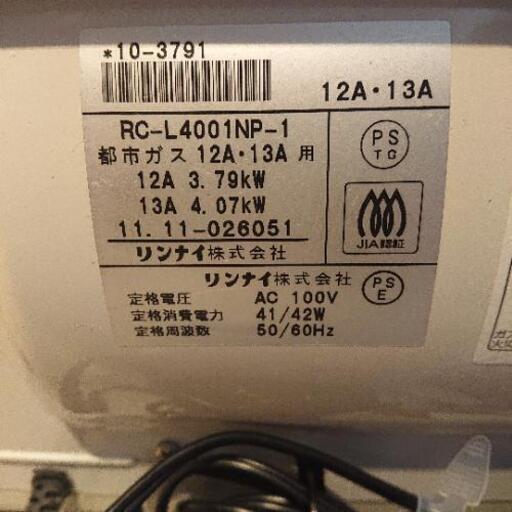 *10-3791
12A・13A
RC-L4001NP-1
都市ガス 12A・13A 用
12A 3.79kW
13A 4.07kW
11.11-026051
リンナイ株式会社
PS
TG
JIA認証
リンナイ株式会社
定格電圧 AC 100V
定格消費電力 41/42W
定格周波数 50/60Hz
PS
E